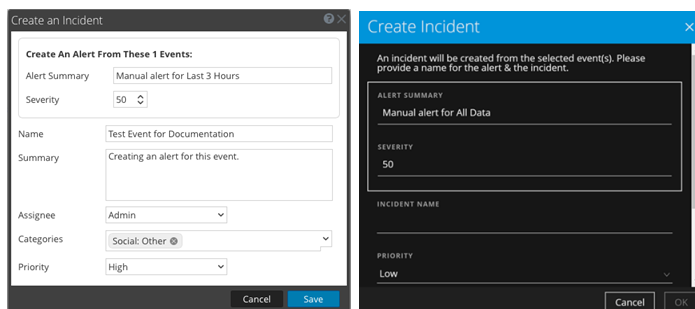 Create an Incident
Create An Alert From These 1 Events:
Alert Summary Manual alert for Last 3 Hours
Severity 50
Name Test Event for Documentation
Summary Creating an alert for this event.
Assignee Admin
Categories Social: Other
Priority High
Cancel Save
Create Incident
An incident will be created from the selected event(s). Please
provide a name for the alert & the incident.
ALERT SUMMARY
Manual alert for All Data
SEVERITY
50
INCIDENT NAME
PRIORITY
Low
Cancel OK